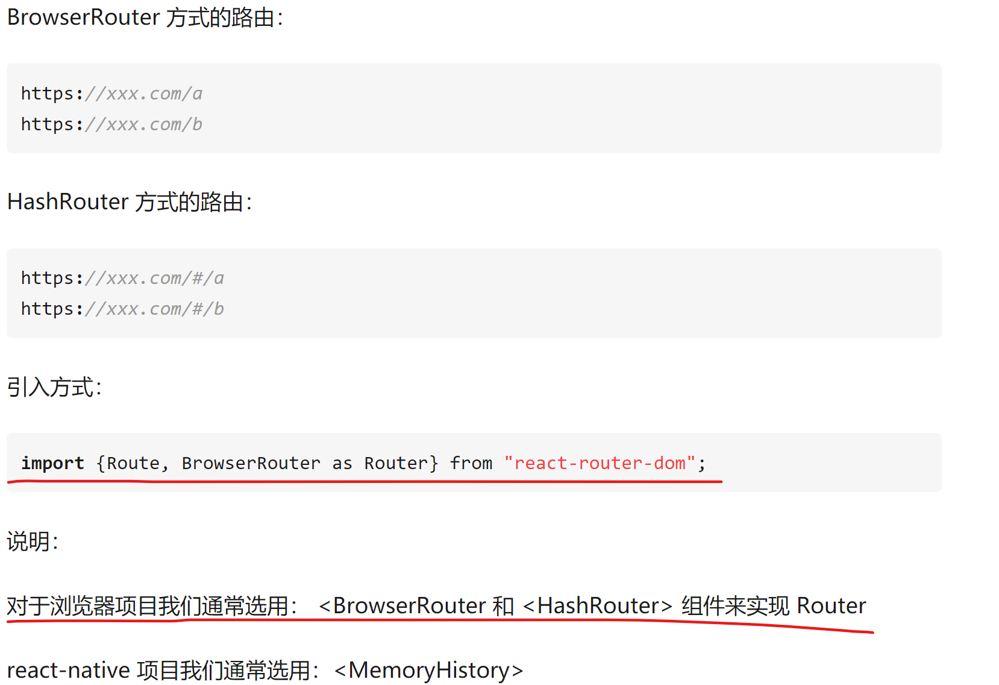 BrowserRouter 方式的路由：
https://xxx.com/a
https://xxx.com/b
HashRouter 方式的路由：
https://xxx.com/#/a
https://xxx.com/#/b
引入方式：
import {Route, BrowserRouter as Router} from "react-router-dom";
说明：
对于浏览器项目我们通常选用： <BrowserRouter 和 <HashRouter> 组件来实现 Router
react-native 项目我们通常选用：<MemoryHistory>